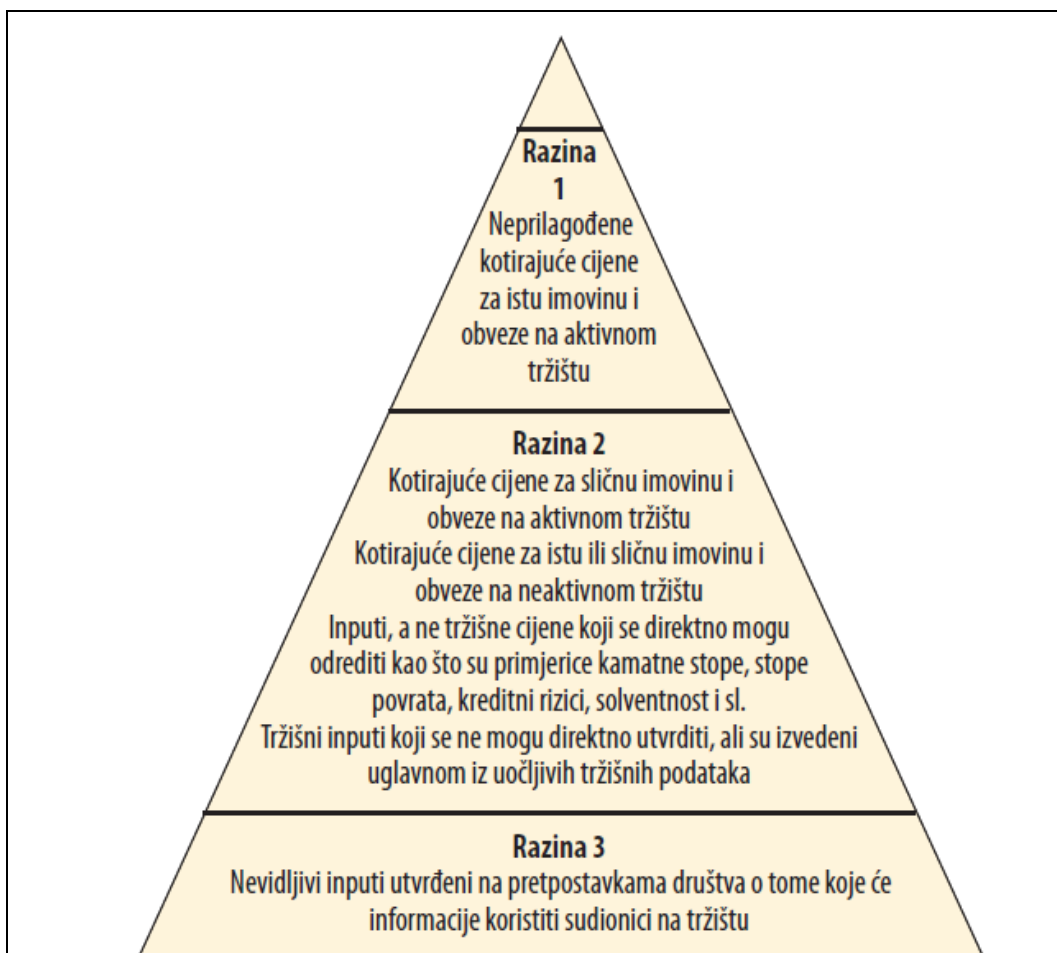 Razina
1
Neprilagođene
kotirajuće cijene
za istu imovinu i
obveze na aktivnom
tržištu
Razina 2
Kotirajuće cijene za sličnu imovinu i
obveze na aktivnom tržištu
Kotirajuće cijene za istu ili sličnu imovinu i
obveze na neaktivnom tržištu
Inputi, a ne tržišne cijene koji se direktno mogu
odrediti kao što su primjerice kamatne stope, stope
povrata, kreditni rizici, solventnost i sl.
Tržišni inputi koji se ne mogu direktno utvrditi, ali su izvedeni
uglavnom iz uočljivih tržišnih podataka
Razina 3
Nevidljivi inputi utvrđeni na pretpostavkama društva o tome koje će
informacije koristiti sudionici na tržištu